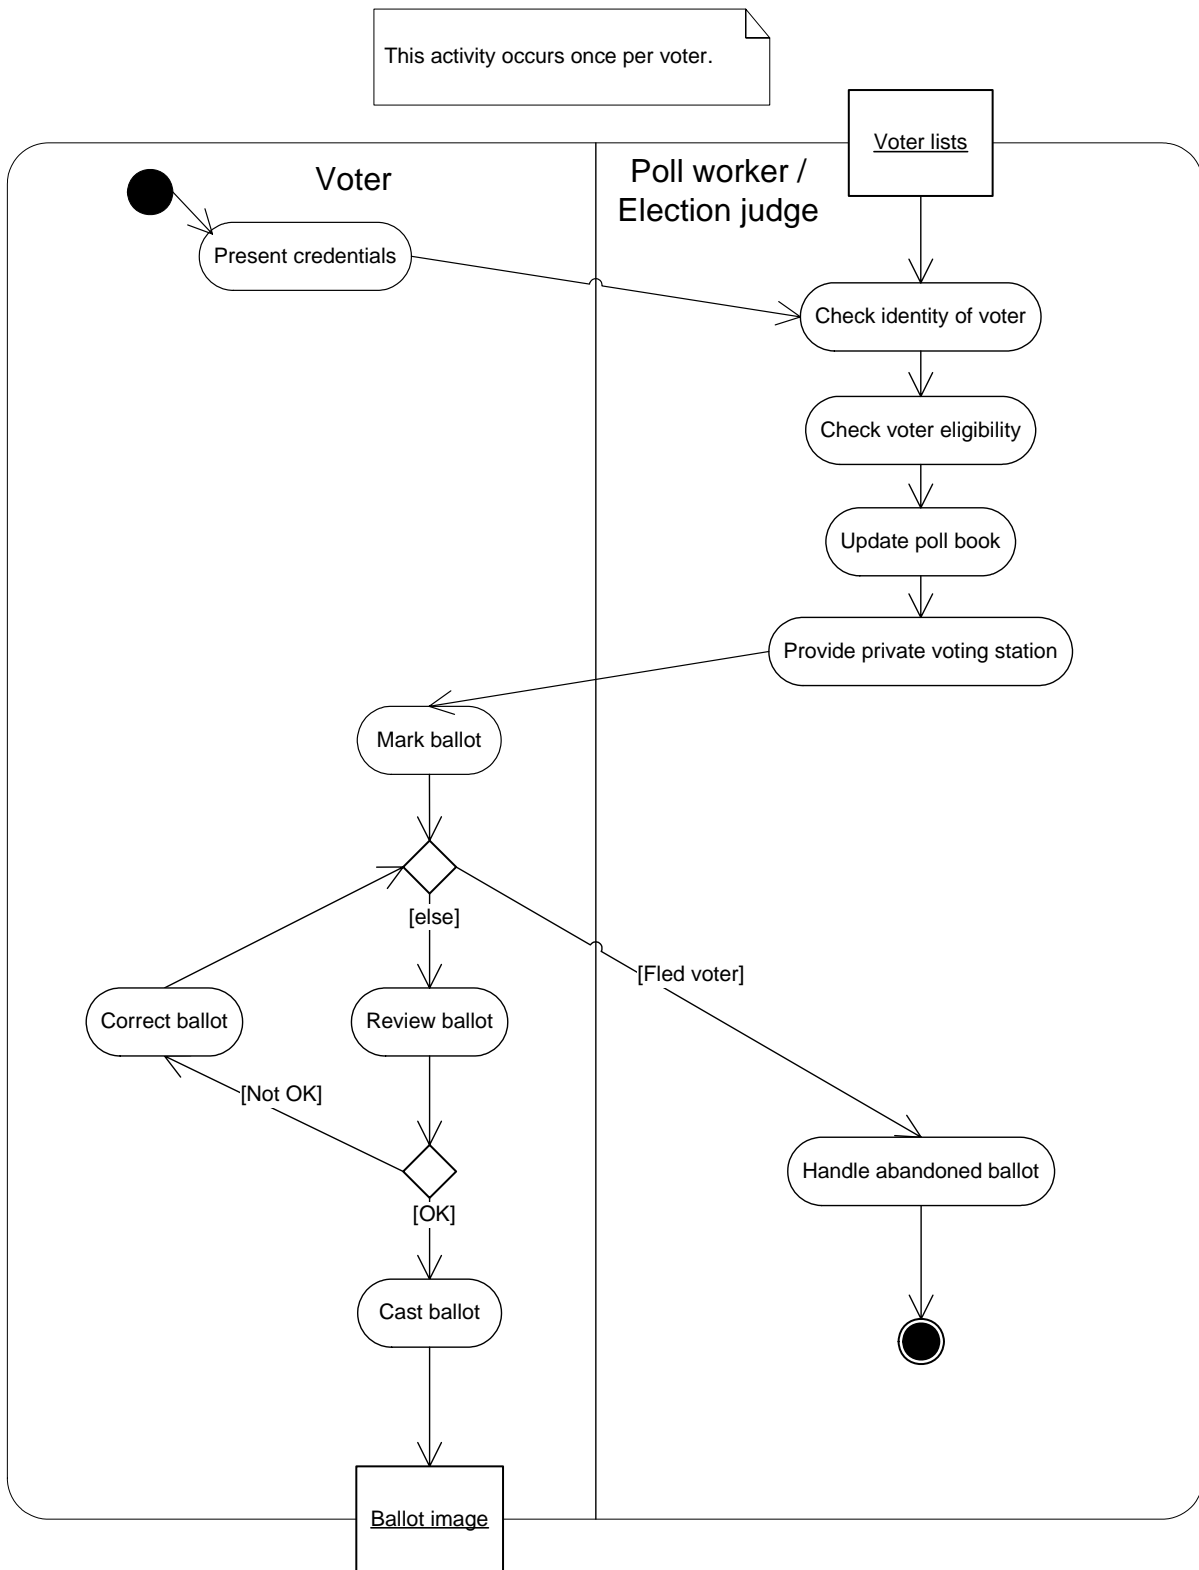 This activity occurs once per voter.
Voter lists
Voter
Poll worker /
Election judge
Present credentials
Check identity of voter
Check voter eligibility
Update poll book
Provide private voting station
Mark ballot
[else]
[Fled voter]
Correct ballot
Review ballot
[Not OK]
Handle abandoned ballot
[OK]
Cast ballot
Ballot image